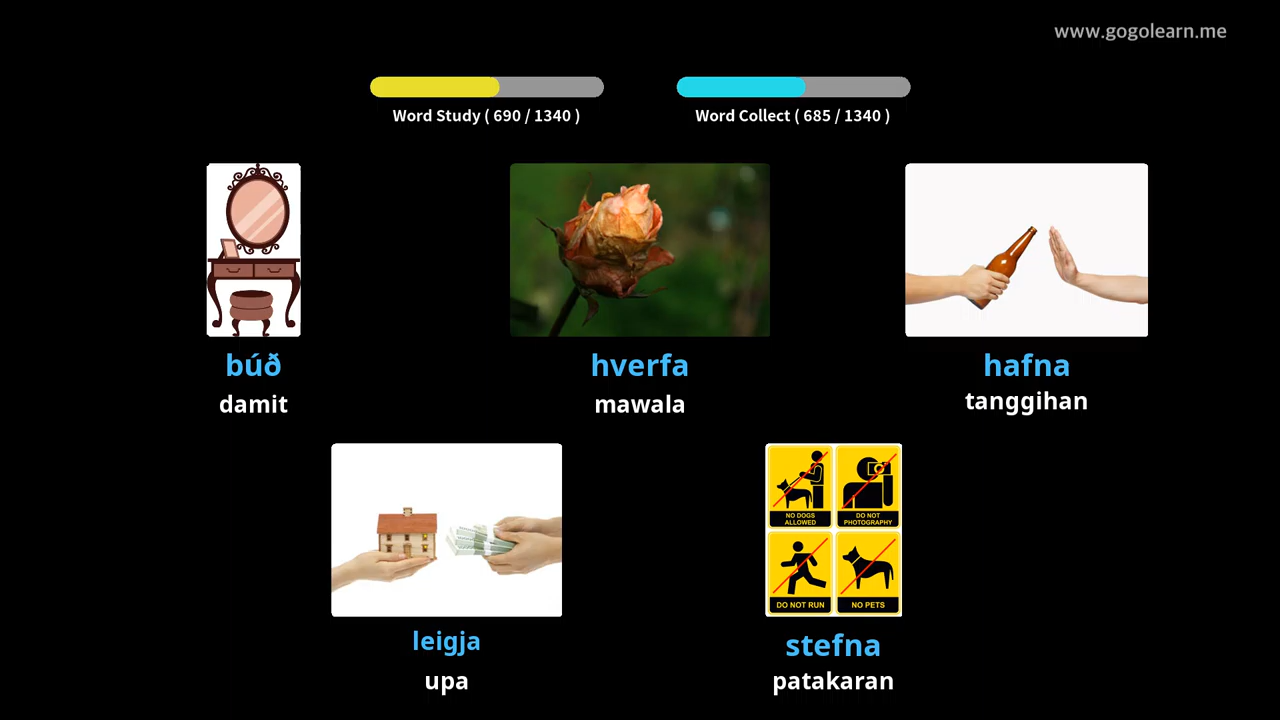 www.gogolearn.me
Word Study ( 690 / 1340 )
Word Collect ( 685 / 1340 )
búð
damit
hverfa
mawala
hafna
tanggihan
NO DOGS
ALLOWED
DO NOT
PHOTOGRAPHY
DO NOT RUN
NO PETS
leigja
upa
stefna
patakaran